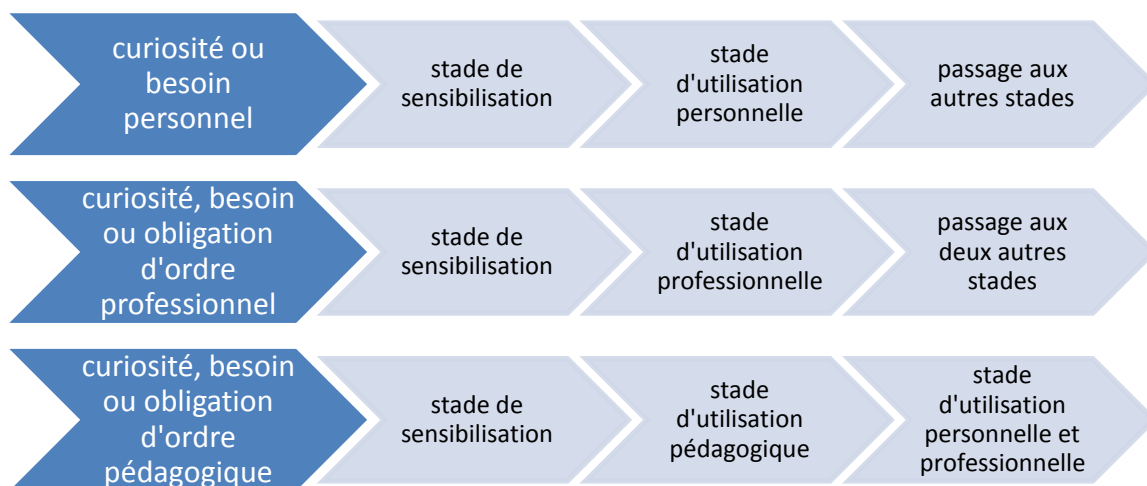 curiosité ou
besoin
personnel
stade de
sensibilisation
stade
d'utilisation
personnelle
passage aux
autres stades
curiosité, besoin
ou obligation
d'ordre
professionnel
stade de
sensibilisation
stade
d'utilisation
professionnelle
passage aux
deux autres
stades
curiosité, besoin
ou obligation
d'ordre
pédagogique
stade de
sensibilisation
stade
d'utilisation
pédagogique
stade
d'utilisation
personnelle et
professionnelle